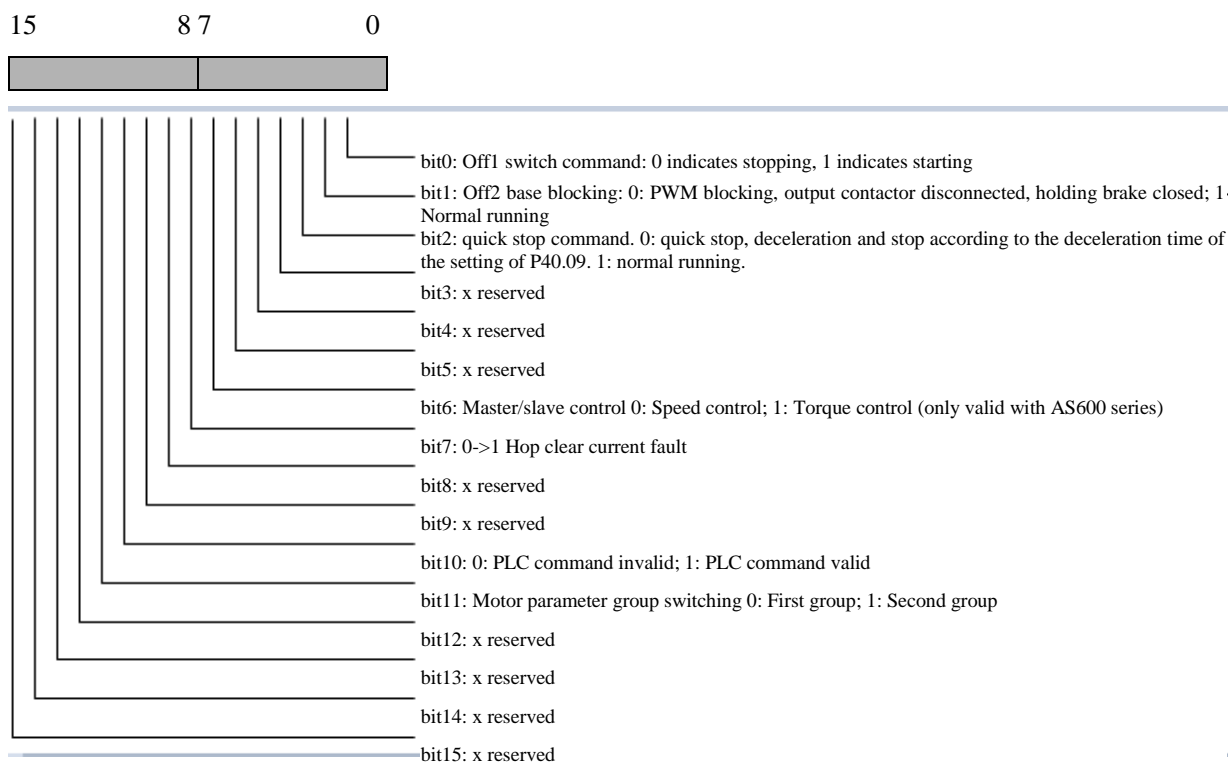 15 8 7 0
bit0: Off1 switch command: 0 indicates stopping, 1 indicates starting
bit1: Off2 base blocking: 0: PWM blocking, output contactor disconnected, holding brake closed; 1-
Normal running
bit2: quick stop command. 0: quick stop, deceleration and stop according to the deceleration time of
the setting of P40.09. 1: normal running.
bit3: x reserved
bit4: x reserved
bit5: x reserved
bit6: Master/slave control 0: Speed control; 1: Torque control (only valid with AS600 series)
bit7: 0->1 Hop clear current fault
bit8: x reserved
bit9: x reserved
bit10: 0: PLC command invalid; 1: PLC command valid
bit11: Motor parameter group switching 0: First group; 1: Second group
bit12: x reserved
bit13: x reserved
bit14: x reserved
bit15: x reserved